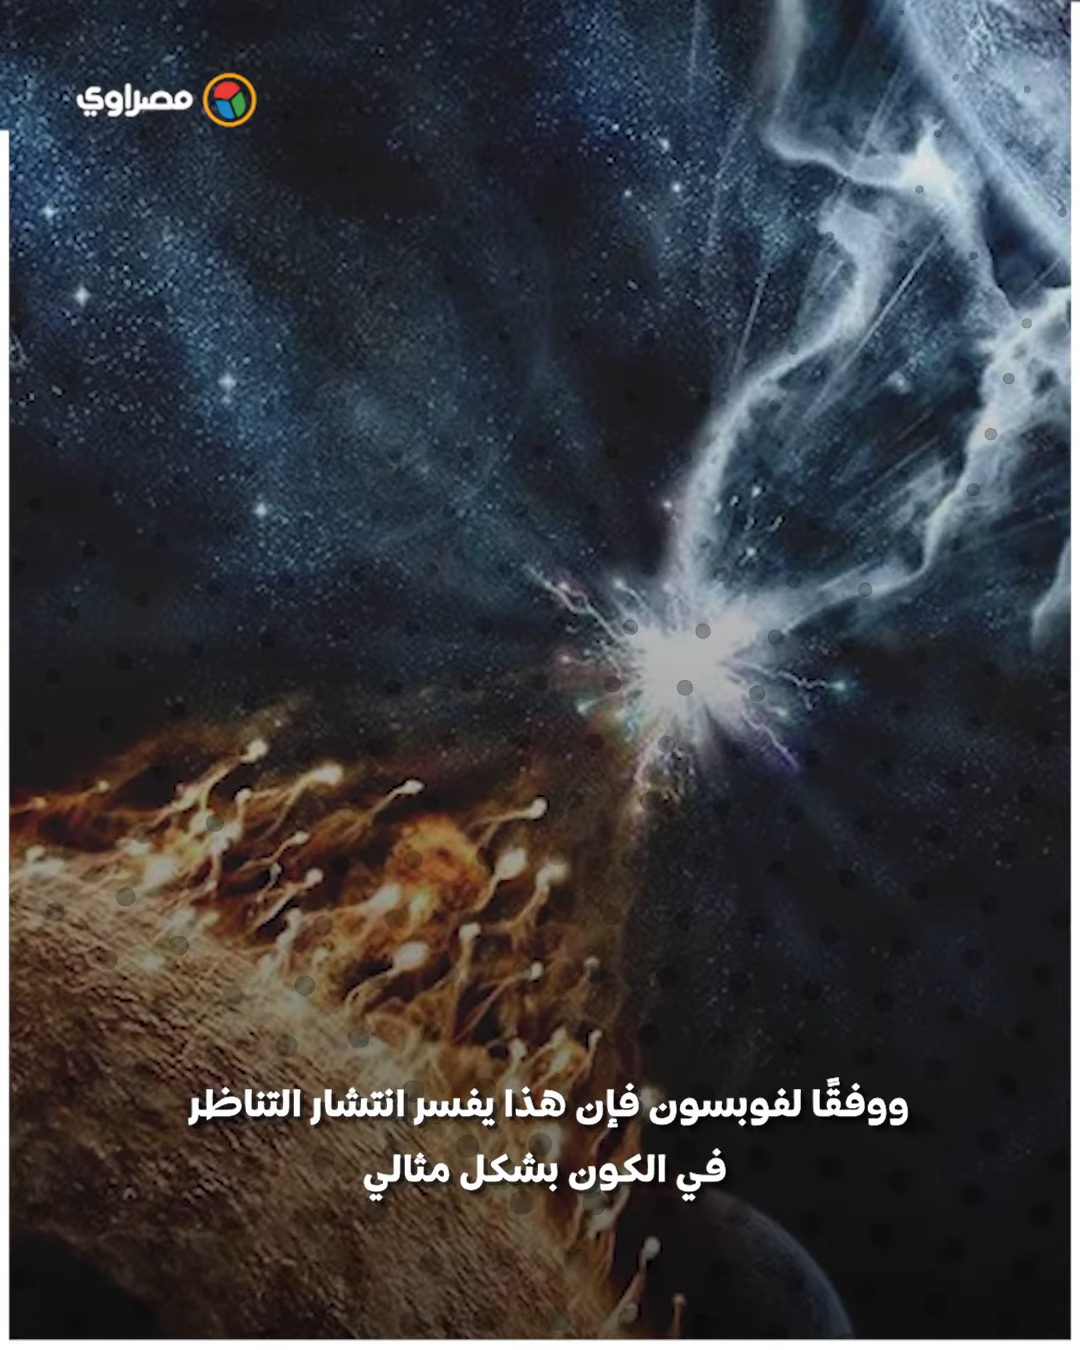 مصراوي
ووفقًا لفوبسون فإن هذا يفسر انتشار التناظر
في الكون بشكل مثالي